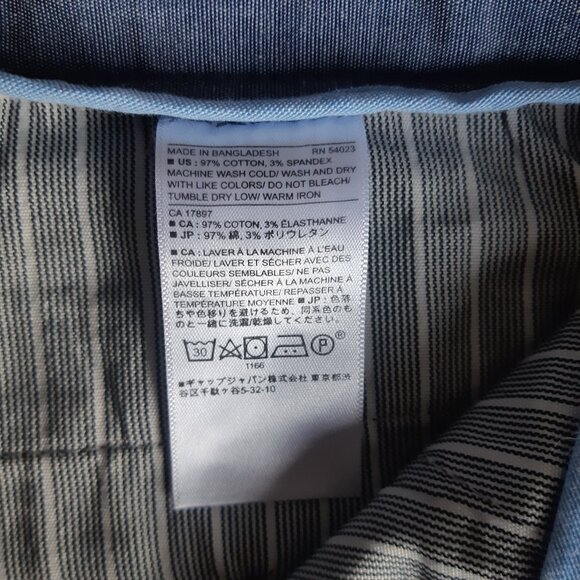 MADE IN BANGLADESH RN 54023
■ US : 97% COTTON, 3% SPANDEX
MACHINE WASH COLD/ WASH AND DRY
WITH LIKE COLORS/ DO NOT BLEACH/
TUMBLE DRY LOW/ WARM IRON
CA 17897
■ CA : 97% COTON, 3% ÉLASTHANNE
■ JP : 97% 綿, 3% ポリウレタン
■ CA : LAVER À LA MACHINE À L'EAU
FROIDE/ LAVER ET SÉCHER AVEC DES
COULEURS SEMBLABLES/ NE PAS
JAVELLISER/ SÉCHER À LA MACHINE À
BASSE TEMPÉRATURE/ REPASSER À
TEMPÉRATURE MOYENNE ■ JP : 色落
ちや色移りを避けるため、同系色のも
のと一緒に洗濯/乾燥してください。
30 P ®
1166
■ ギャップジャパン㈱ 東京都渋
谷区千駄ヶ谷5-32-10